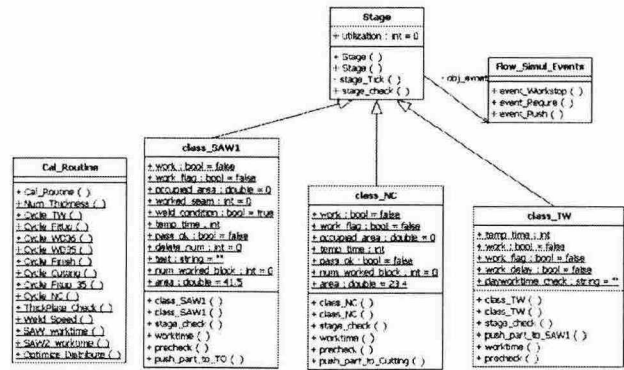 Stage
+ utilization : int = 0
+ Stage ( )
+ Stage ( )
- stage_Tick ( )
+ stage_check ( )
Flow_Simul_Events
+ event_Workstop ( )
+ event_Requre ( )
+ event_Push ( )
class_SAW1
+ work : bool = false
+ work_flag : bool = false
+ occupied_area : double = 0
+ worked_seam : int = 0
+ weld_condition : bool = true
+ temp_time : int
+ pass_ok : bool = false
+ delete_num : int = 0
+ text : string = ""
+ num_worked_block : int = 0
+ area : double = 41.5
+ class_SAW1 ( )
+ class_SAW1 ( )
+ stage_check ( )
+ worktime ( )
+ precheck ( )
+ push_part_to_TO ( )
Cal_Routine
+ Cal_Routine ( )
+ Num_Thickness ( )
+ Cycle_TW ( )
+ Cycle_Fitup ( )
+ Cycle_WD36 ( )
+ Cycle_WD35 ( )
+ Cycle_Finish ( )
+ Cycle_Cutting ( )
+ Cycle_Fitup_35 ( )
+ Cycle_NC ( )
+ ThickPlate_Check ( )
+ Weld_Speed ( )
+ SAW_worktime ( )
+ SAW2_worktime ( )
+ Optimize_Distribute ( )
class_NC
+ work : bool = false
+ work_flag : bool = false
+ occupied_area : double = 0
+ temp_time : int
+ pass_ok : bool = false
+ num_worked_block : int = 0
+ area : double = 23.4
+ class_NC ( )
+ class_NC ( )
+ stage_check ( )
+ worktime ( )
+ precheck ( )
+ push_part_to_Cutting ( )
class_TW
+ temp_time : int
+ work : bool = false
+ work_flag : bool = false
+ work_delay : bool = false
+ dayworktime_check : string = ""
+ class_TW ( )
+ class_TW ( )
+ stage_check ( )
+ push_part_to_SAW1 ( )
+ worktime ( )
+ precheck ( )